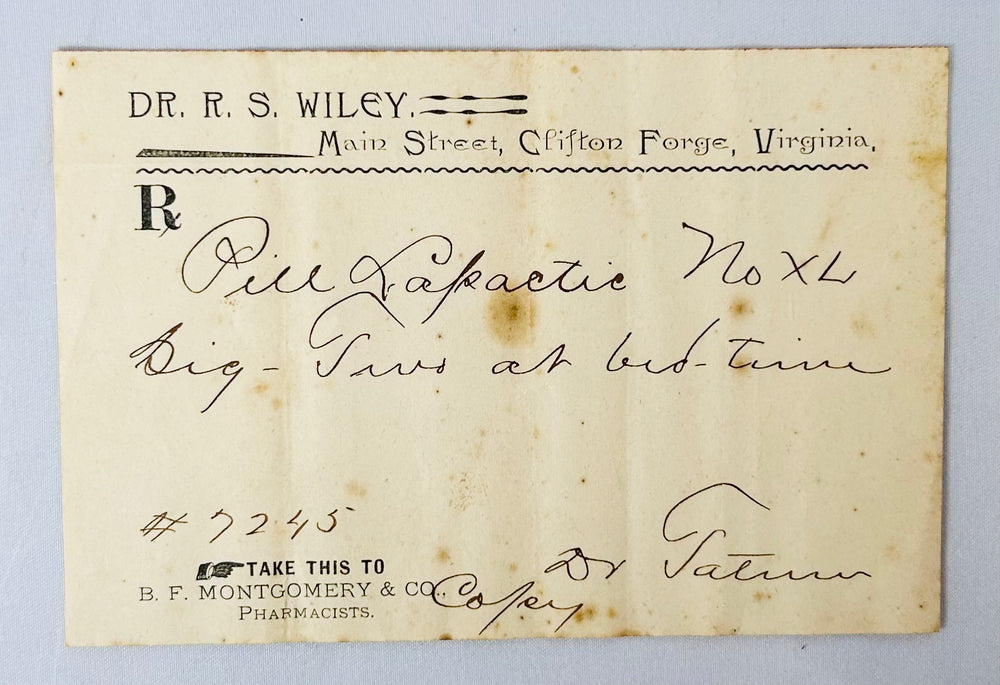 DR. R. S. WILEY.
Main Street, Clifton Forge, Virginia,
℞
Pill Lapactic No XL
Sig - Two at bed-time
# 7245
TAKE THIS TO
B. F. MONTGOMERY & CO.,
PHARMACISTS.
Dr Tatum
Copy